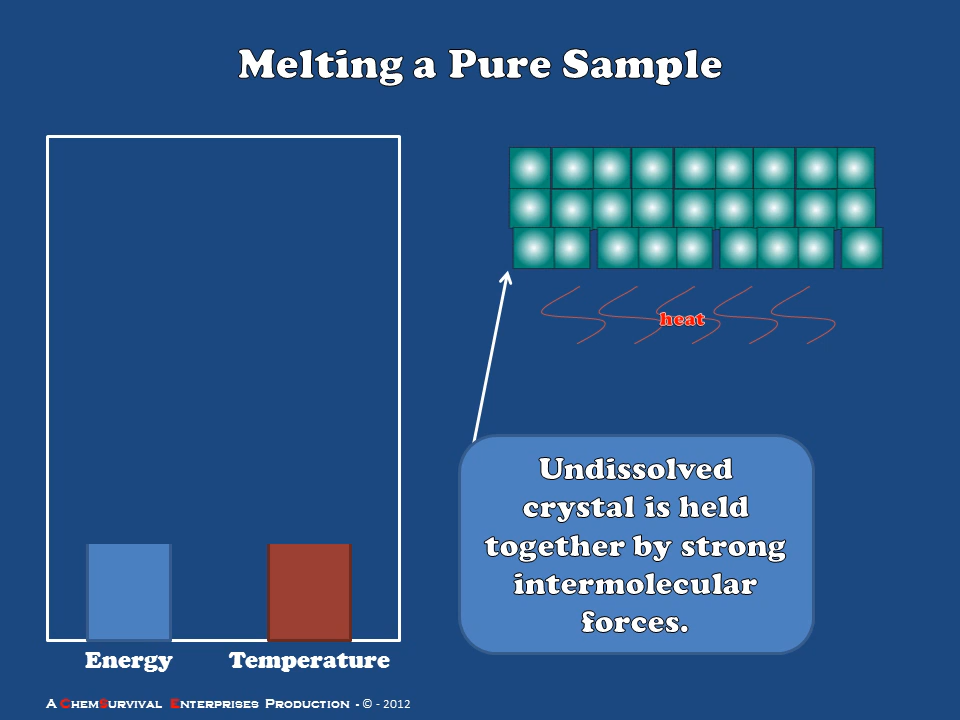 Melting a Pure Sample
heat
Undissolved
crystal is held
together by strong
intermolecular
forces.
Energy
Temperature
A ChemSurvival Enterprises Production - © - 2012